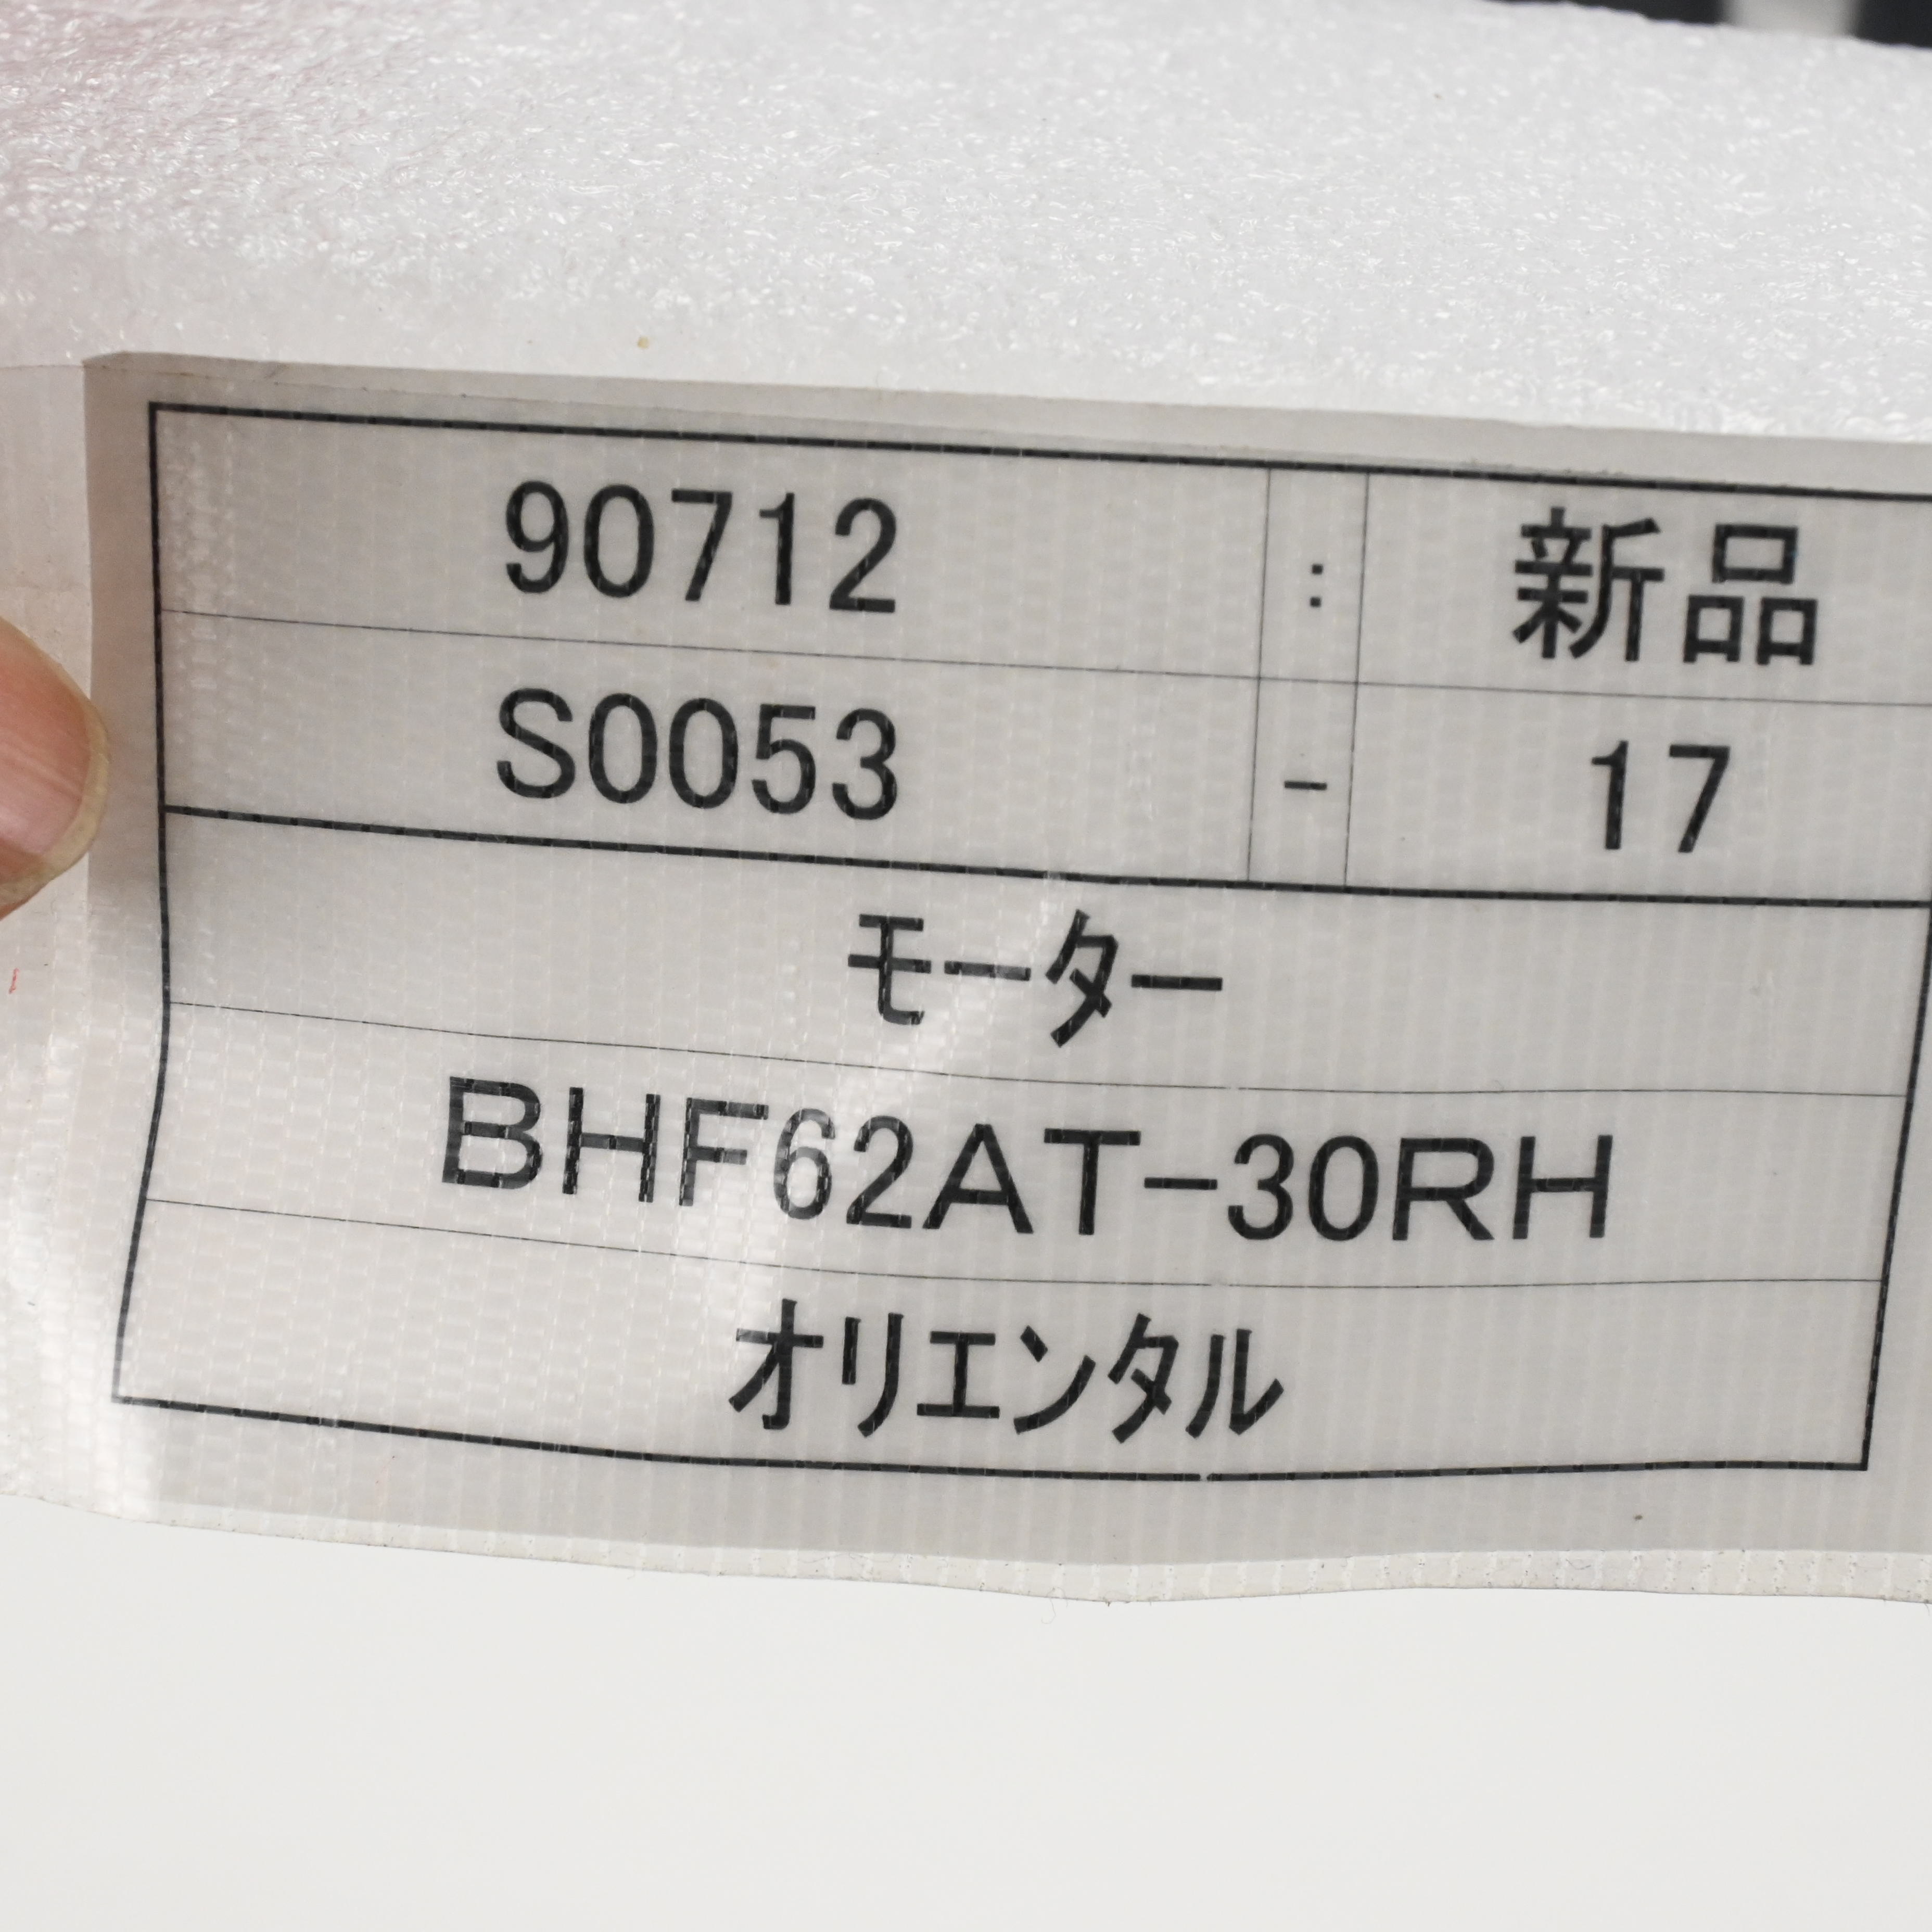 90712 : 新品
S0053 - 17
モーター
BHF62AT-30RH
オリエンタル